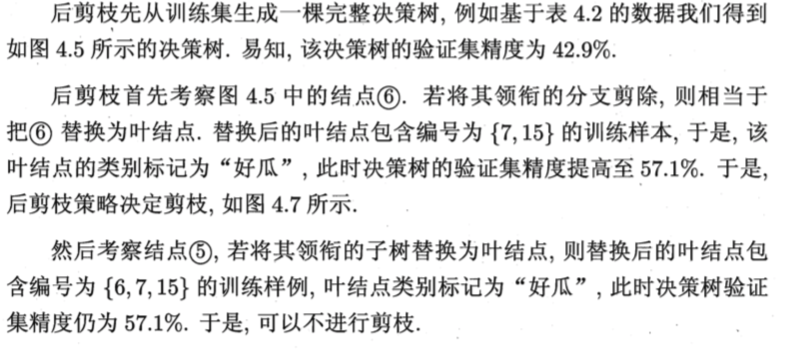 后剪枝先从训练集生成一棵完整决策树, 例如基于表 4.2 的数据我们得到
如图 4.5 所示的决策树. 易知, 该决策树的验证集精度为 42.9%.
后剪枝首先考察图 4.5 中的结点⑥. 若将其领衔的分支剪除, 则相当于
把⑥ 替换为叶结点. 替换后的叶结点包含编号为 {7, 15} 的训练样本, 于是, 该
叶结点的类别标记为“好瓜”, 此时决策树的验证集精度提高至 57.1%. 于是,
后剪枝策略决定剪枝, 如图 4.7 所示.
然后考察结点⑤, 若将其领衔的子树替换为叶结点, 则替换后的叶结点包
含编号为 {6, 7, 15} 的训练样例, 叶结点类别标记为“好瓜”, 此时决策树验证
集精度仍为 57.1%. 于是, 可以不进行剪枝.